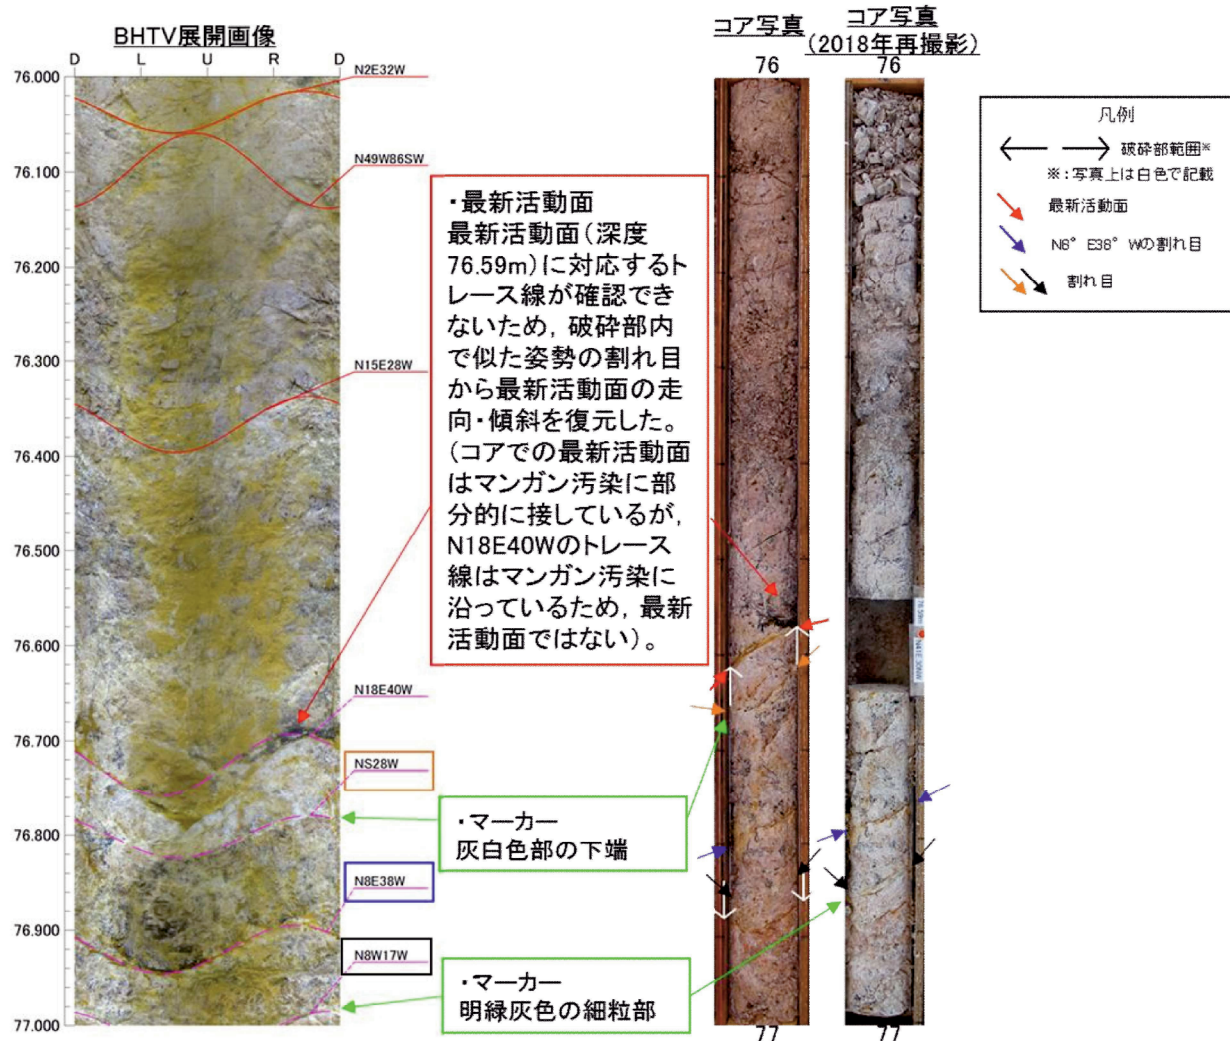 BHTV展開画像
D L U R D
76.000
76.100
76.200
76.300
76.400
76.500
76.600
76.700
76.800
76.900
77.000
N2E32W
N49W86SW
N15E28W
N18E40W
NS28W
N8E38W
N8W17W
・最新活動面
最新活動面(深度
76.59m)に対応するト
レース線が確認でき
ないため，破砕部内
で似た姿勢の割れ目
から最新活動面の走
向・傾斜を復元した。
(コアでの最新活動面
はマンガン汚染に部
分的に接しているが，
N18E40Wのトレース
線はマンガン汚染に
沿っているため，最新
活動面ではない)。
・マーカー
灰白色部の下端
・マーカー
明緑灰色の細粒部
コア写真
76
77
コア写真
(2018年再撮影)
76
77
凡例
破砕部範囲※
※：写真上は白色で記載
最新活動面
N8° E38° Wの割れ目
割れ目